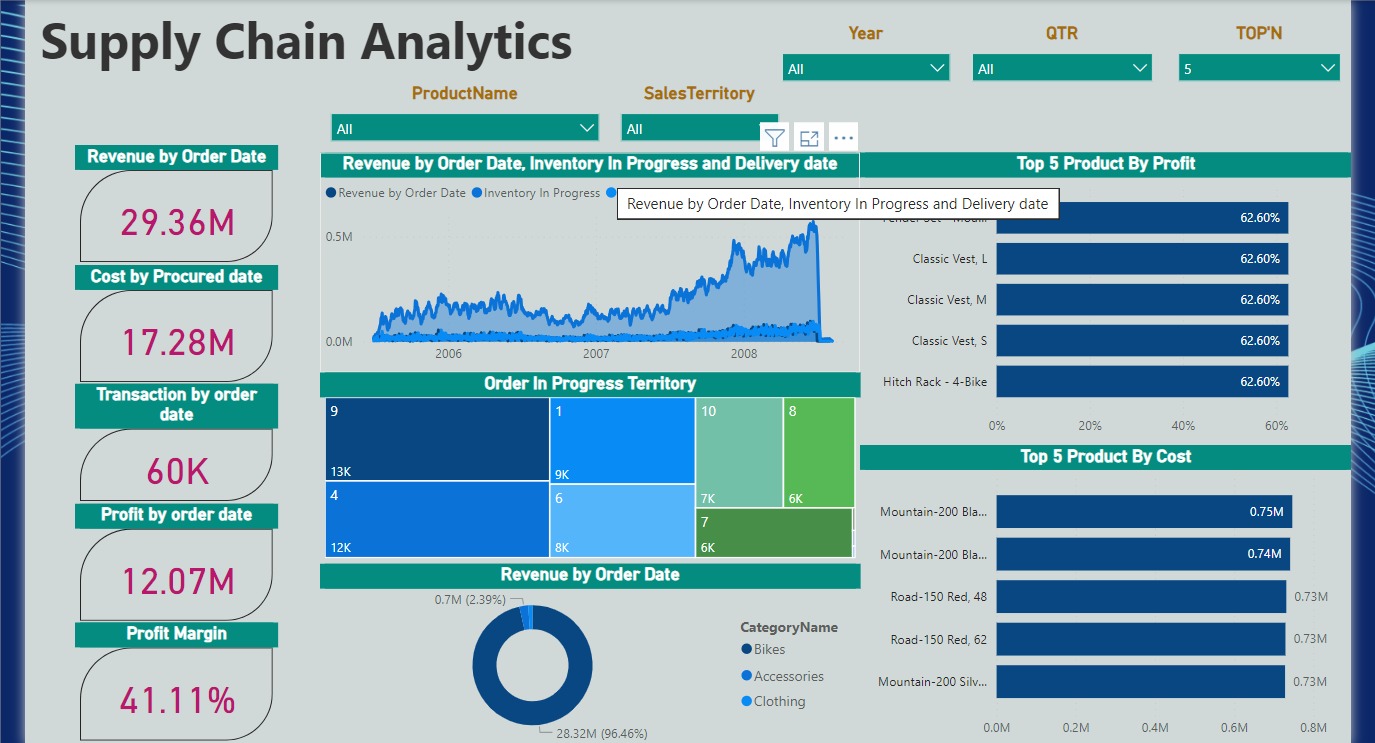 Supply Chain Analytics
Year
QTR
TOP'N
All
All
5
ProductName
SalesTerritory
All
All
Revenue by Order Date
29.36M
Cost by Procured date
17.28M
Transaction by order
date
60K
Profit by order date
12.07M
Profit Margin
41.11%
Revenue by Order Date, Inventory In Progress and Delivery date
Revenue by Order Date
Inventory In Progress
Revenue by Order Date, Inventory In Progress and Delivery date
0.5M
0.0M
2006
2007
2008
Order In Progress Territory
9
13K
4
12K
1
9K
6
8K
10
7K
8
6K
7
6K
Revenue by Order Date
0.7M (2.39%)
28.32M (96.46%)
CategoryName
Bikes
Accessories
Clothing
Top 5 Product By Profit
62.60%
Classic Vest, L
62.60%
Classic Vest, M
62.60%
Classic Vest, S
62.60%
Hitch Rack - 4-Bike
62.60%
0%
20%
40%
60%
Top 5 Product By Cost
Mountain-200 Bla...
0.75M
Mountain-200 Bla...
0.74M
Road-150 Red, 48
0.73M
Road-150 Red, 62
0.73M
Mountain-200 Silv...
0.73M
0.0M
0.2M
0.4M
0.6M
0.8M